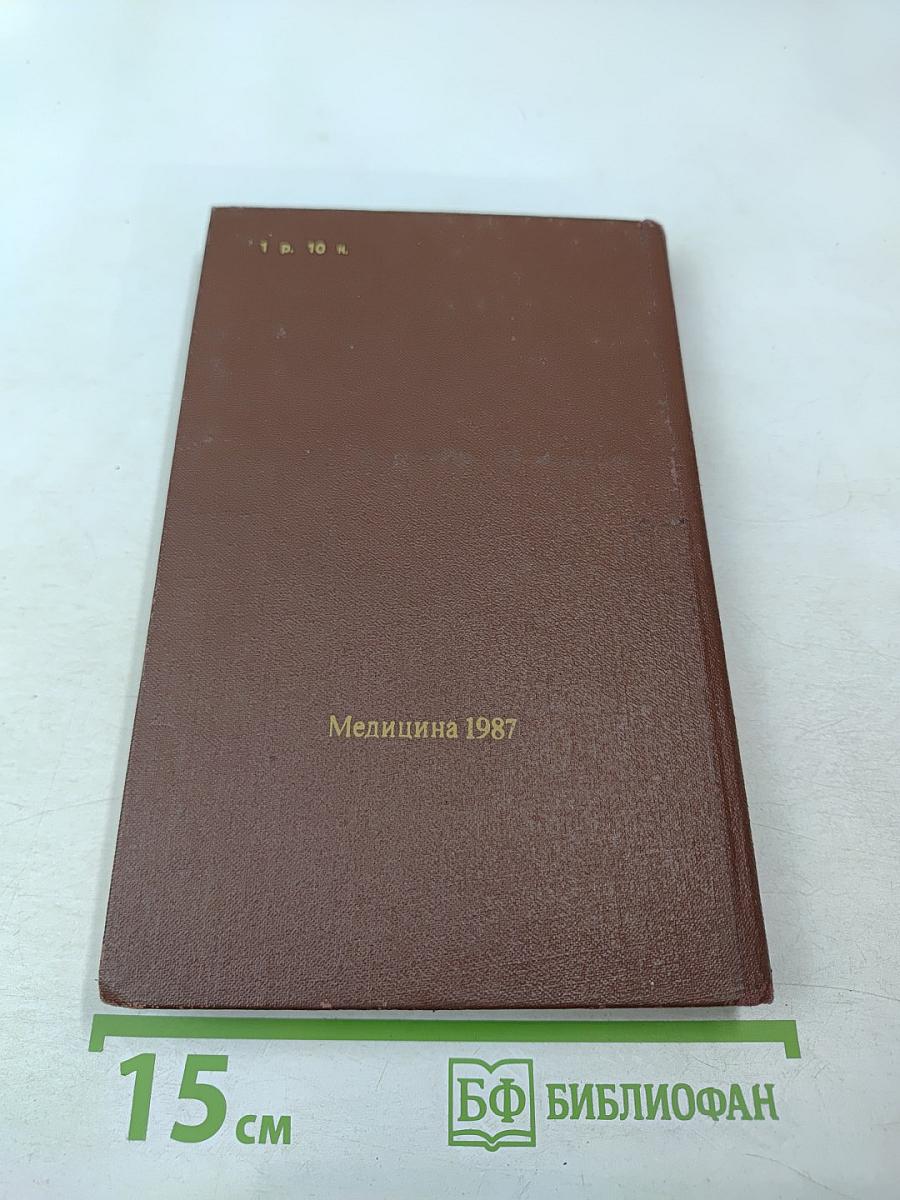 1 р. 10 к.
Медицина 1987
15 см
БФ БИБЛИОФАН